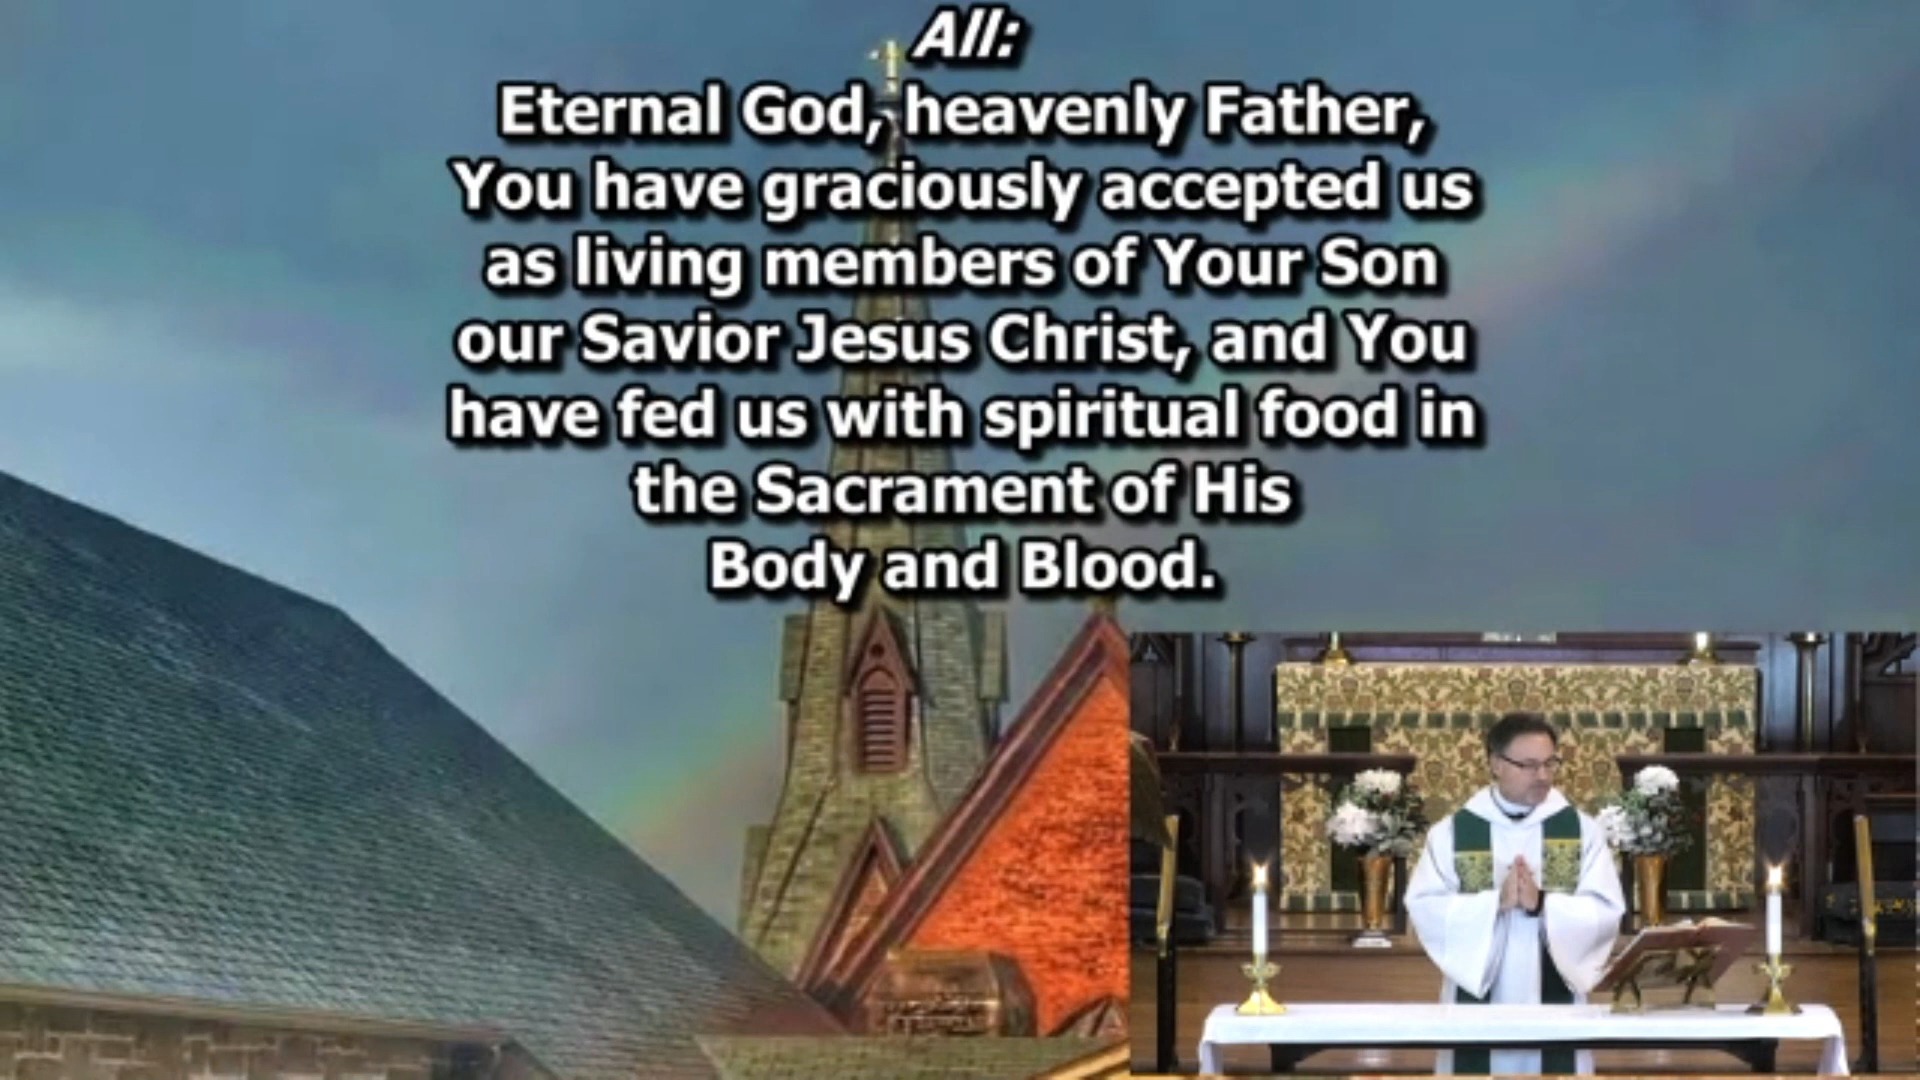 All:
Eternal God, heavenly Father,
You have graciously accepted us
as living members of Your Son
our Savior Jesus Christ, and You
have fed us with spiritual food in
the Sacrament of His
Body and Blood.